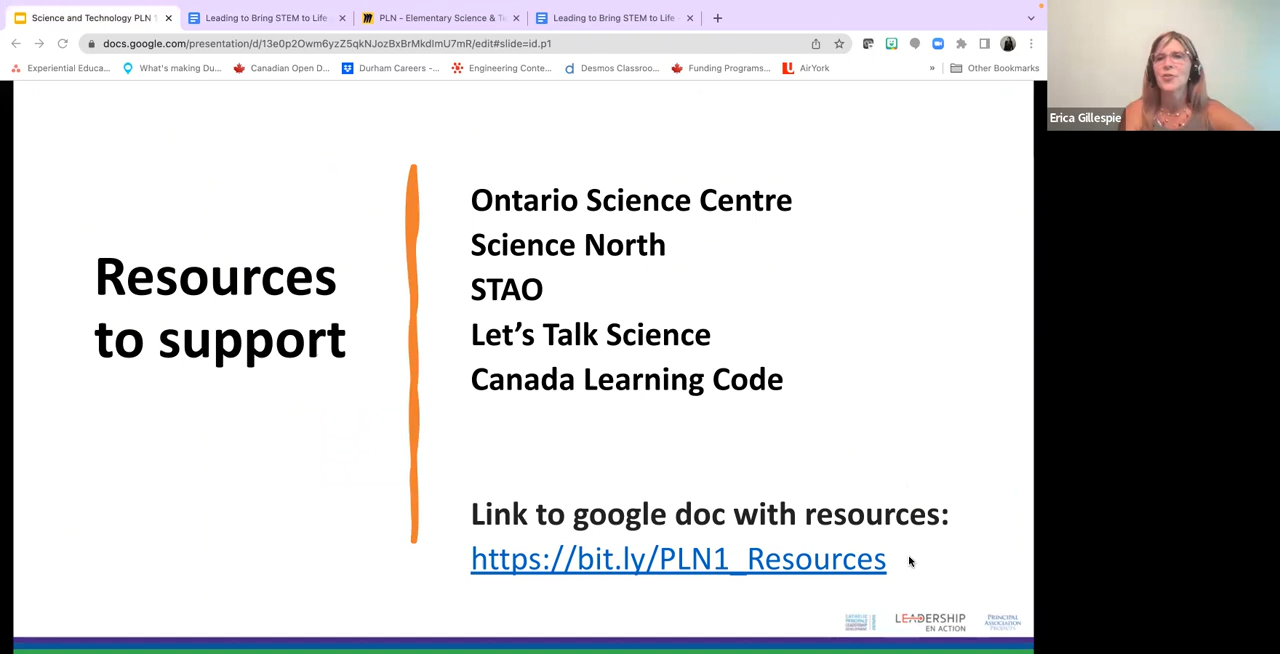 Science and Technology PLN 1
Leading to Bring STEM to Life
PLN - Elementary Science & Te
Leading to Bring STEM to Life
docs.google.com/presentation/d/13e0p2Owm6yzZ5qkNJozBxBrMkdImU7mR/edit#slide=id.p1
Experiential Educa...
What's making Du...
Canadian Open D...
Durham Careers -...
Engineering Conte...
Desmos Classroo...
Funding Programs...
AirYork
»
Other Bookmarks
Erica Gillespie
Resources
to support
Ontario Science Centre
Science North
STAO
Let's Talk Science
Canada Learning Code
Link to google doc with resources:
https://bit.ly/PLN1_Resources
LEADERSHIP
EN ACTION
PRINCIPAL
ASSOCIATION
PROJECTS